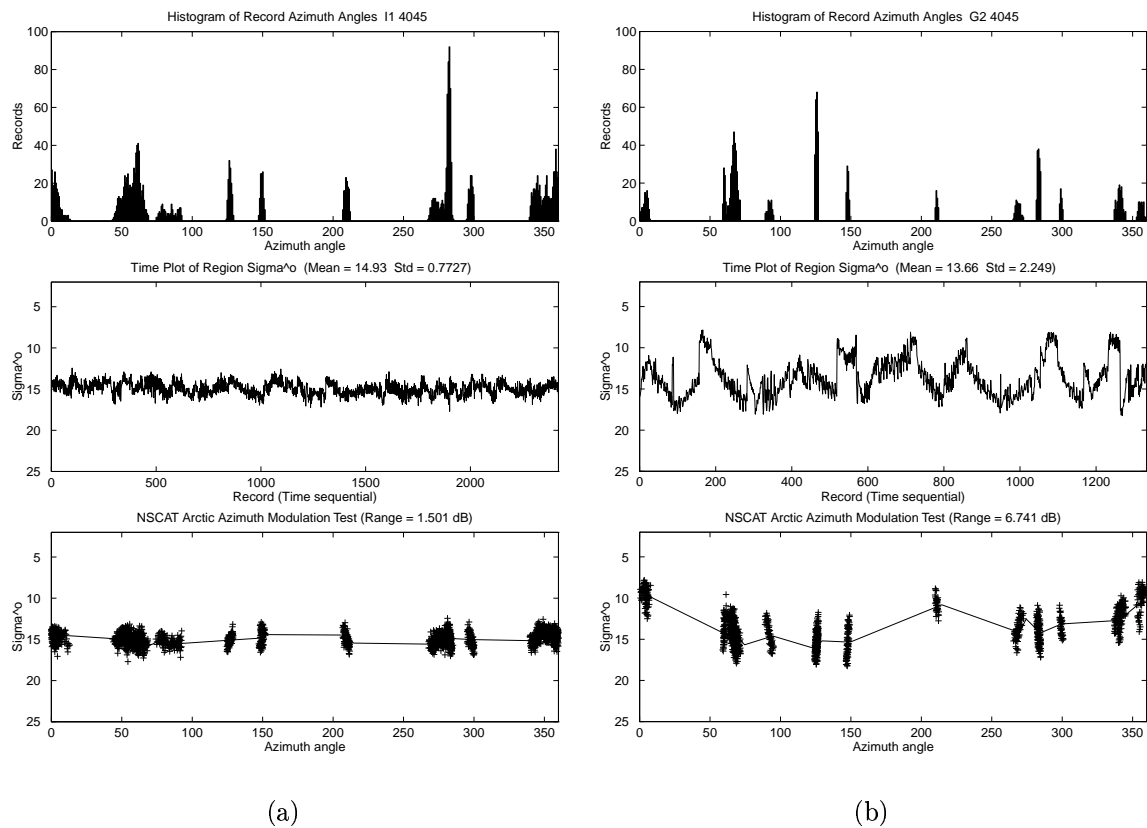 Histogram of Record Azimuth Angles I1 4045
100
80
60
40
20
0
Records
0 50 100 150 200 250 300 350
Azimuth angle
Time Plot of Region Sigma^o (Mean = 14.93 Std = 0.7727)
5
10
15
20
25
Sigma^o
500 1000 1500 2000
Record (Time sequential)
NSCAT Arctic Azimuth Modulation Test (Range = 1.501 dB)
5
10
15
20
25
Sigma^o
0 50 100 150 200 250 300 350
Azimuth angle
(a)
Histogram of Record Azimuth Angles G2 4045
100
80
60
40
20
0
Records
0 50 100 150 200 250 300 350
Azimuth angle
Time Plot of Region Sigma^o (Mean = 13.66 Std = 2.249)
5
10
15
20
25
Sigma^o
200 400 600 800 1000 1200
Record (Time sequential)
NSCAT Arctic Azimuth Modulation Test (Range = 6.741 dB)
5
10
15
20
25
Sigma^o
0 50 100 150 200 250 300 350
Azimuth angle
(b)